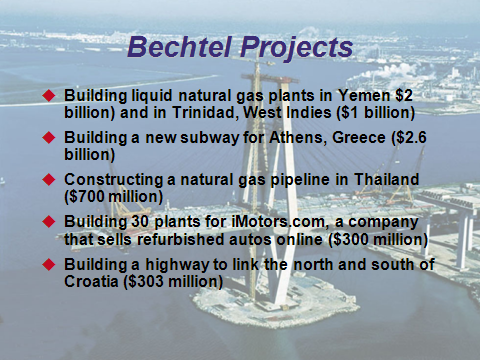 Bechtel Projects
Building liquid natural gas plants in Yemen $2
billion) and in Trinidad, West Indies ($1 billion)
Building a new subway for Athens, Greece ($2.6
billion)
Constructing a natural gas pipeline in Thailand
($700 million)
Building 30 plants for iMotors.com, a company
that sells refurbished autos online ($300 million)
Building a highway to link the north and south of
Croatia ($303 million)